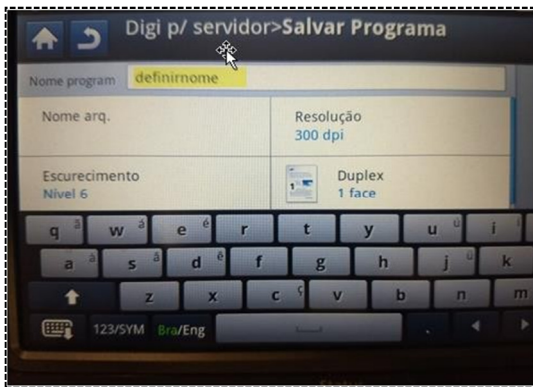 Digi p/ servidor>Salvar Programa
Nome program definirnome
Nome arq.
Resolução
300 dpi
Escurecimento
Nível 6
Duplex
1 face
q w e r t y u i
a s d f g h j k
z x c v b n m
123/SYM Bra/Eng